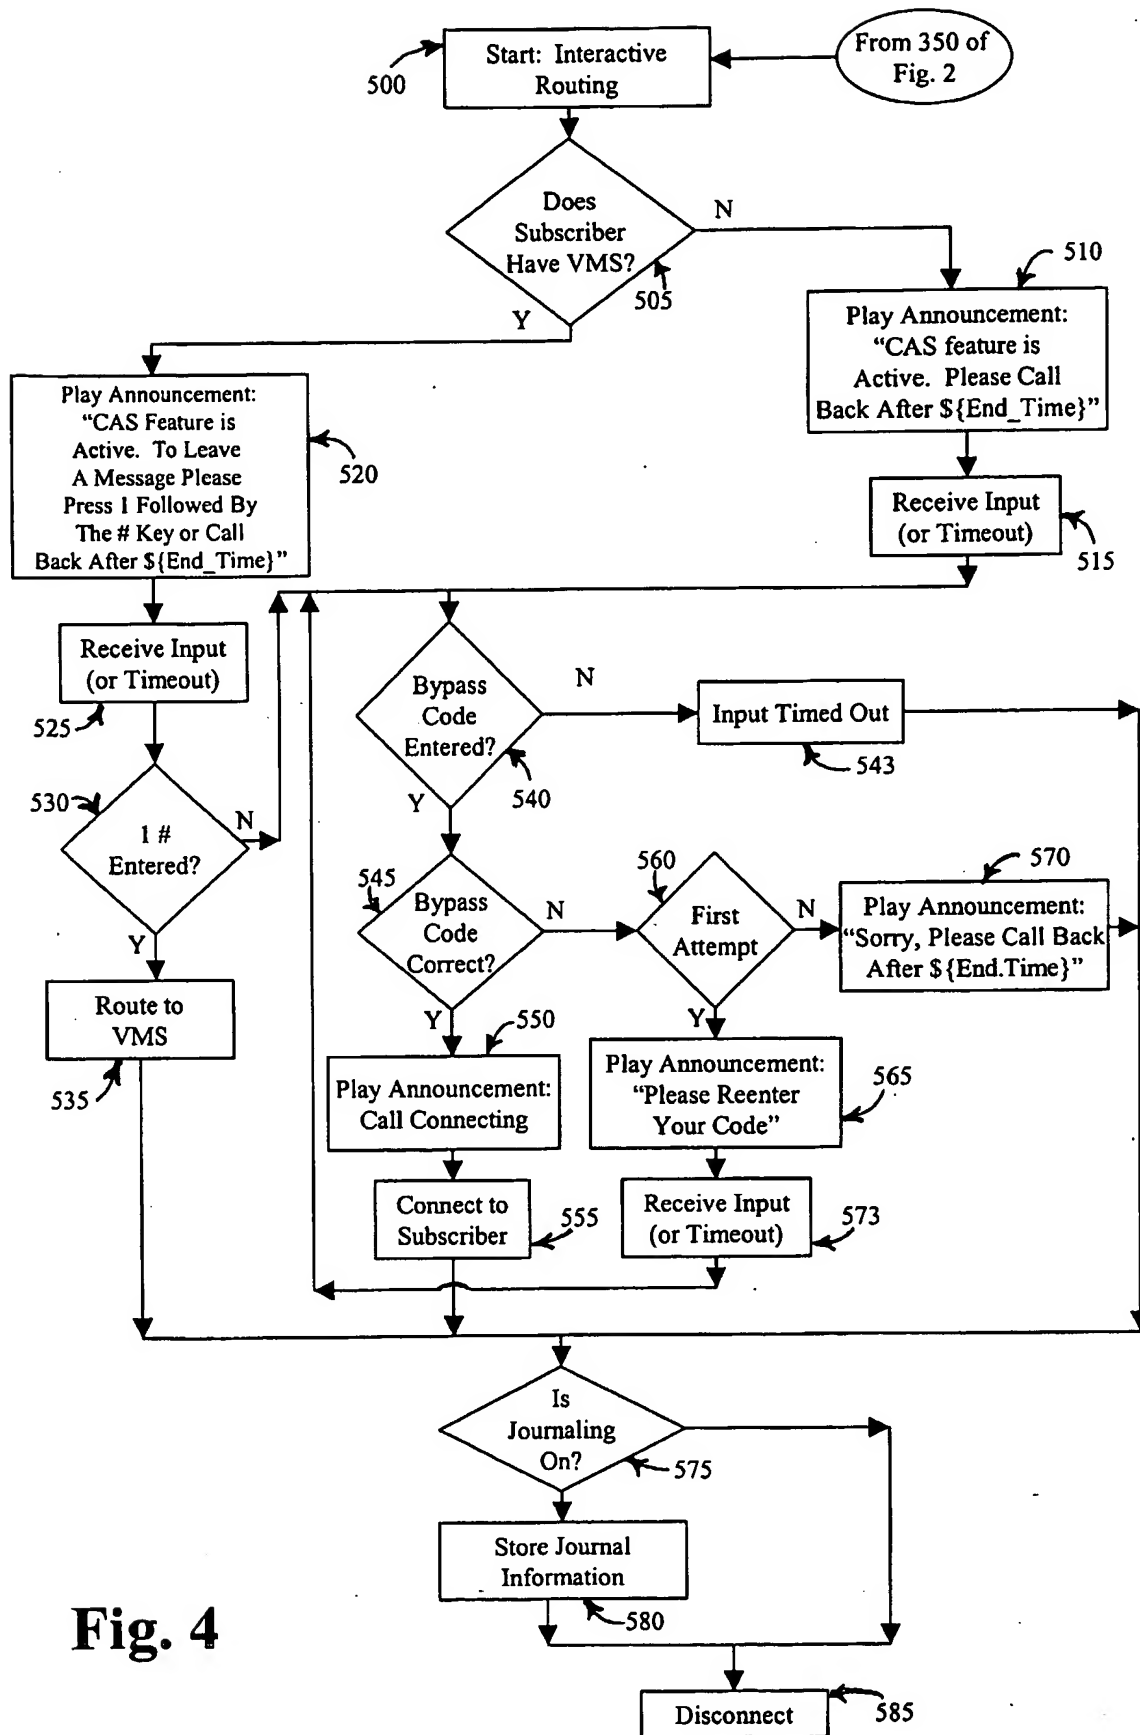 Start: Interactive
Routing
500
From 350 of
Fig. 2
Does
Subscriber
Have VMS?
505
N
Y
510
Play Announcement:
“CAS feature is
Active. Please Call
Back After ${End_Time}”
Play Announcement:
“CAS Feature is
Active. To Leave
A Message Please
Press 1 Followed By
The # Key or Call
Back After ${End_Time}”
520
Receive Input
(or Timeout)
515
Receive Input
(or Timeout)
525
Bypass
Code
Entered?
540
N
Y
Input Timed Out
543
530
1 #
Entered?
N
Y
545
Bypass
Code
Correct?
N
Y
560
First
Attempt
N
Y
570
Play Announcement:
“Sorry, Please Call Back
After ${End.Time}”
Route to
VMS
535
550
Play Announcement:
Call Connecting
Play Announcement:
“Please Reenter
Your Code”
565
Connect to
Subscriber
555
Receive Input
(or Timeout)
573
Is
Journaling
On?
575
Store Journal
Information
580
Fig. 4
Disconnect
585